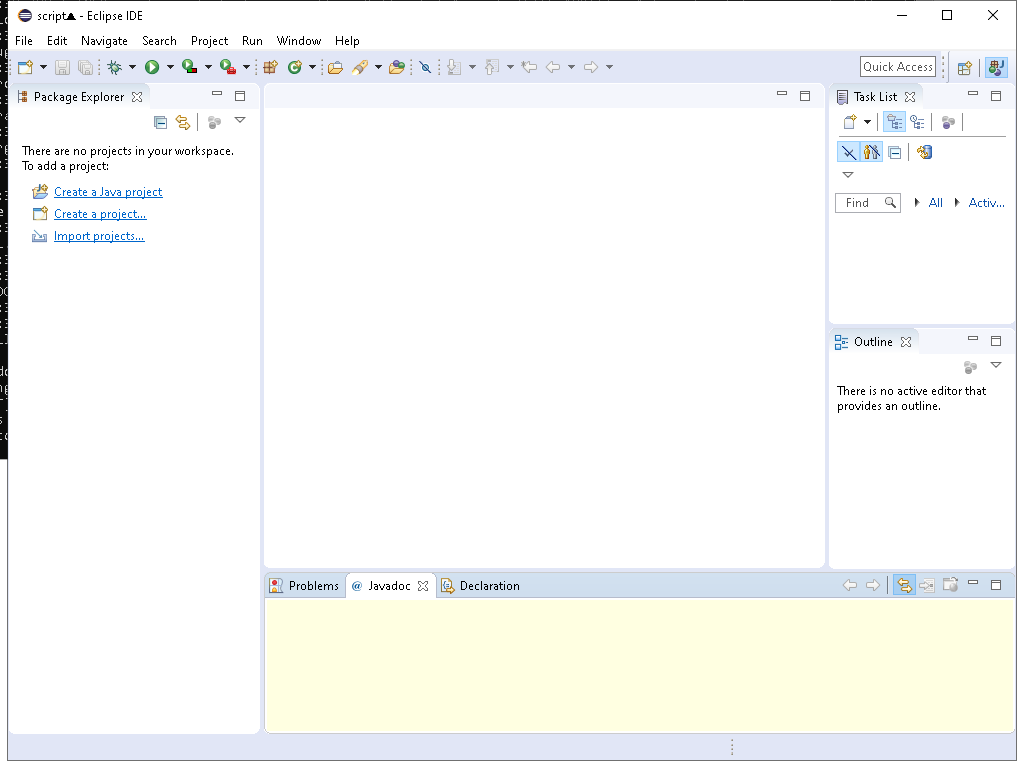 script▲ - Eclipse IDE
File Edit Navigate Search Project Run Window Help
Quick Access
Package Explorer
There are no projects in your workspace.
To add a project:
Create a Java project
Create a project...
Import projects...
Task List
Find
All
Activ...
Outline
There is no active editor that
provides an outline.
Problems
@ Javadoc
Declaration